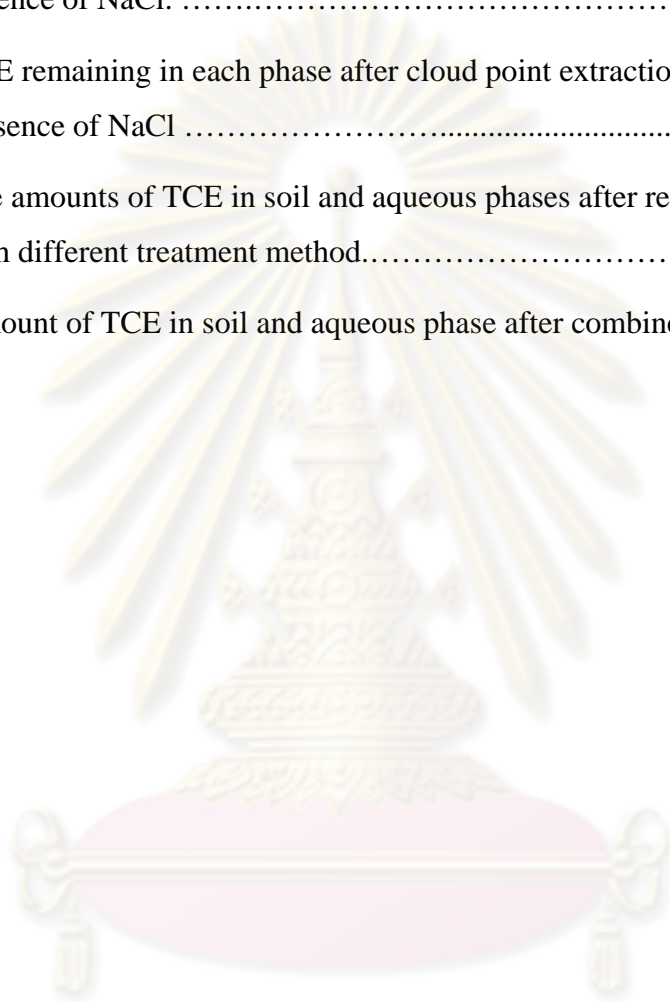 ence of NaCl. …….…………………………………
E remaining in each phase after cloud point extractio
sence of NaCl ……………………...................................
e amounts of TCE in soil and aqueous phases after re
n different treatment method.…………………………
nount of TCE in soil and aqueous phase after combine